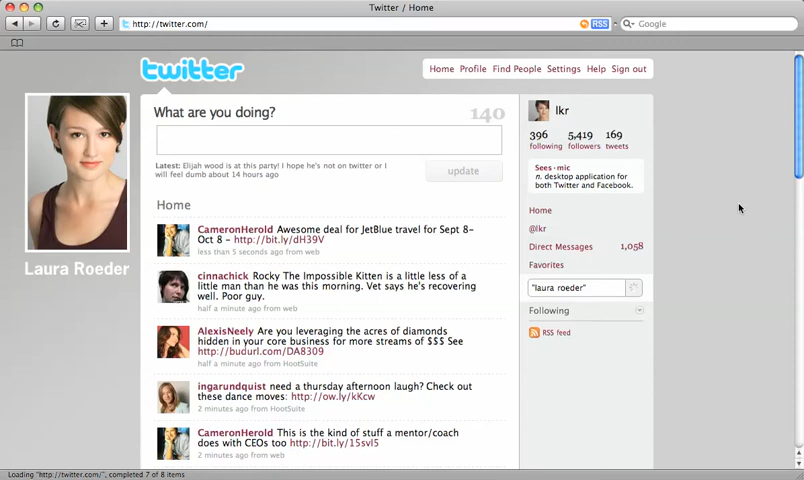 Twitter / Home
http://twitter.com/
RSS
Google
twitter
Home Profile Find People Settings Help Sign out
Laura Roeder
What are you doing?
140
Latest: Elijah wood is at this party! I hope he's not on twitter or I
will feel dumb about 14 hours ago
update
Home
CameronHerold Awesome deal for JetBlue travel for Sept 8-
Oct 8 - http://bit.ly/dH39V
less than 5 seconds ago from web
cinnachick Rocky The Impossible Kitten is a little less of a
little man than he was this morning. Vet says he's recovering
well. Poor guy.
half a minute ago from web
AlexisNeely Are you leveraging the acres of diamonds
hidden in your core business for more streams of $$$ See
http://budurl.com/DA8309
half a minute ago from HootSuite
ingarundquist need a thursday afternoon laugh? Check out
these dance moves: http://ow.ly/kKcw
2 minutes ago from HootSuite
CameronHerold This is the kind of stuff a mentor/coach
does with CEOs too http://bit.ly/15svl5
2 minutes ago from web
lkr
396 5,419 169
following followers tweets
Sees·mic
n. desktop application for
both Twitter and Facebook.
Home
@lkr
Direct Messages 1,058
Favorites
"laura roeder"
Following
RSS feed
Loading "http://twitter.com/", completed 7 of 8 items